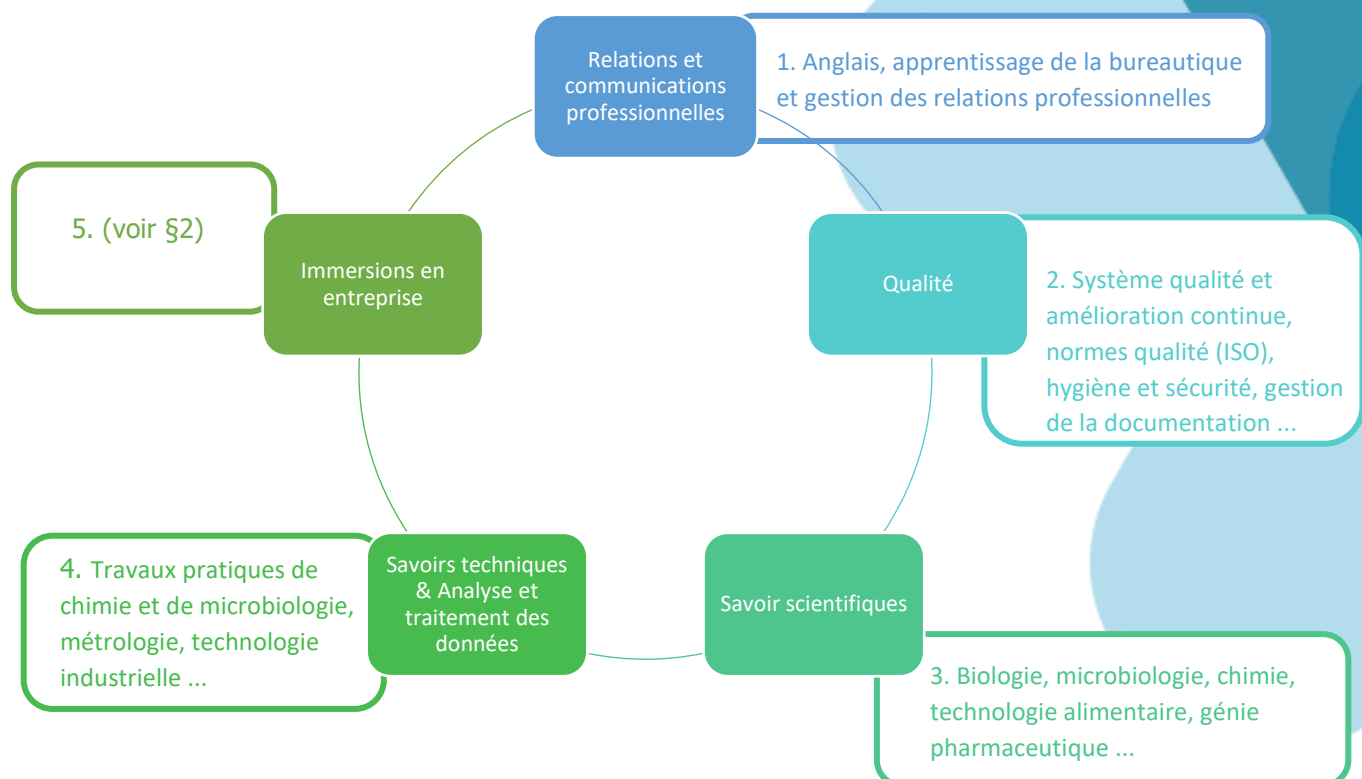 Relations et
communications
professionnelles
1. Anglais, apprentissage de la bureautique
et gestion des relations professionnelles
Qualité
2. Système qualité et
amélioration continue,
normes qualité (ISO),
hygiène et sécurité, gestion
de la documentation ...
Savoir scientifiques
3. Biologie, microbiologie, chimie,
technologie alimentaire, génie
pharmaceutique ...
Savoirs techniques
& Analyse et
traitement des
données
4. Travaux pratiques de
chimie et de microbiologie,
métrologie, technologie
industrielle ...
Immersions en
entreprise
5. (voir §2)